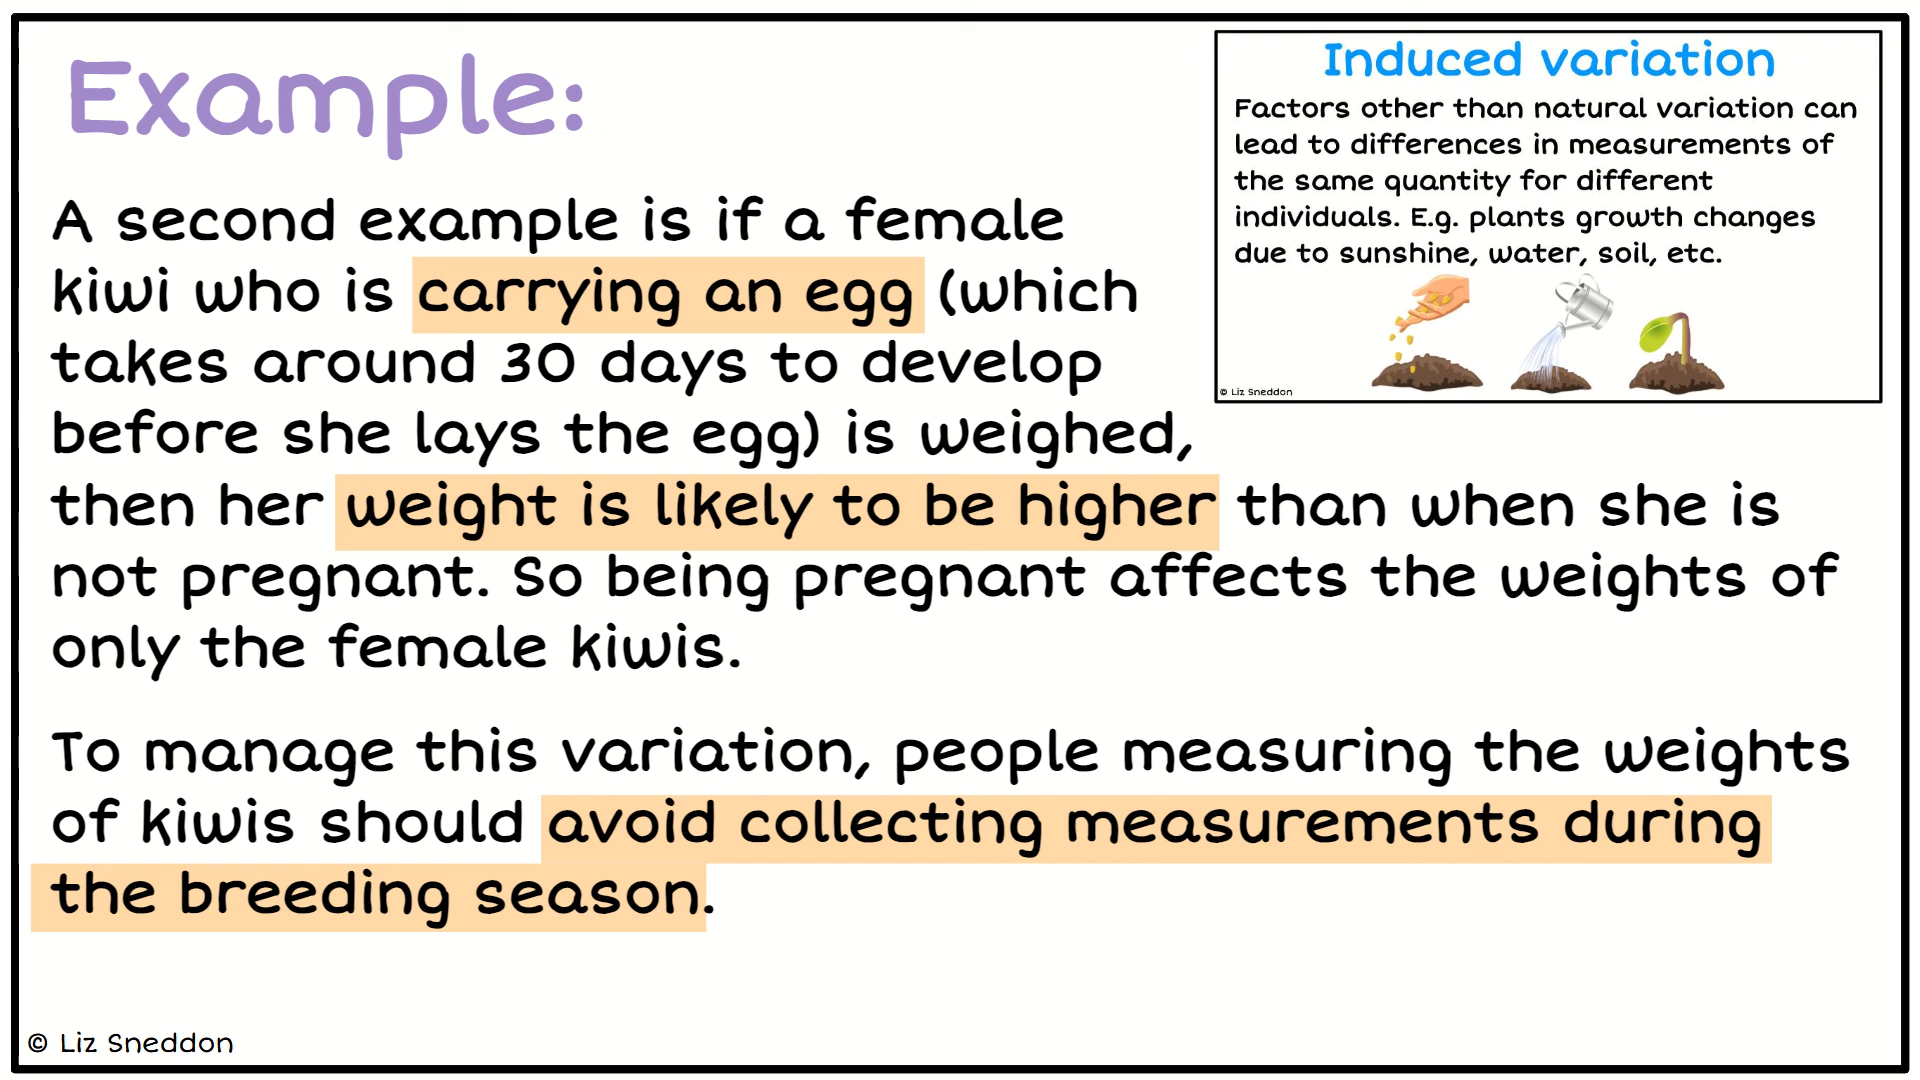 Example:
A second example is if a female
kiwi who is carrying an egg (which
takes around 30 days to develop
before she lays the egg) is weighed,
then her weight is likely to be higher than when she is
not pregnant. So being pregnant affects the weights of
only the female kiwis.
To manage this variation, people measuring the weights
of kiwis should avoid collecting measurements during
the breeding season.
Induced variation
Factors other than natural variation can
lead to differences in measurements of
the same quantity for different
individuals. E.g. plants growth changes
due to sunshine, water, soil, etc.
© Liz Sneddon
© Liz Sneddon